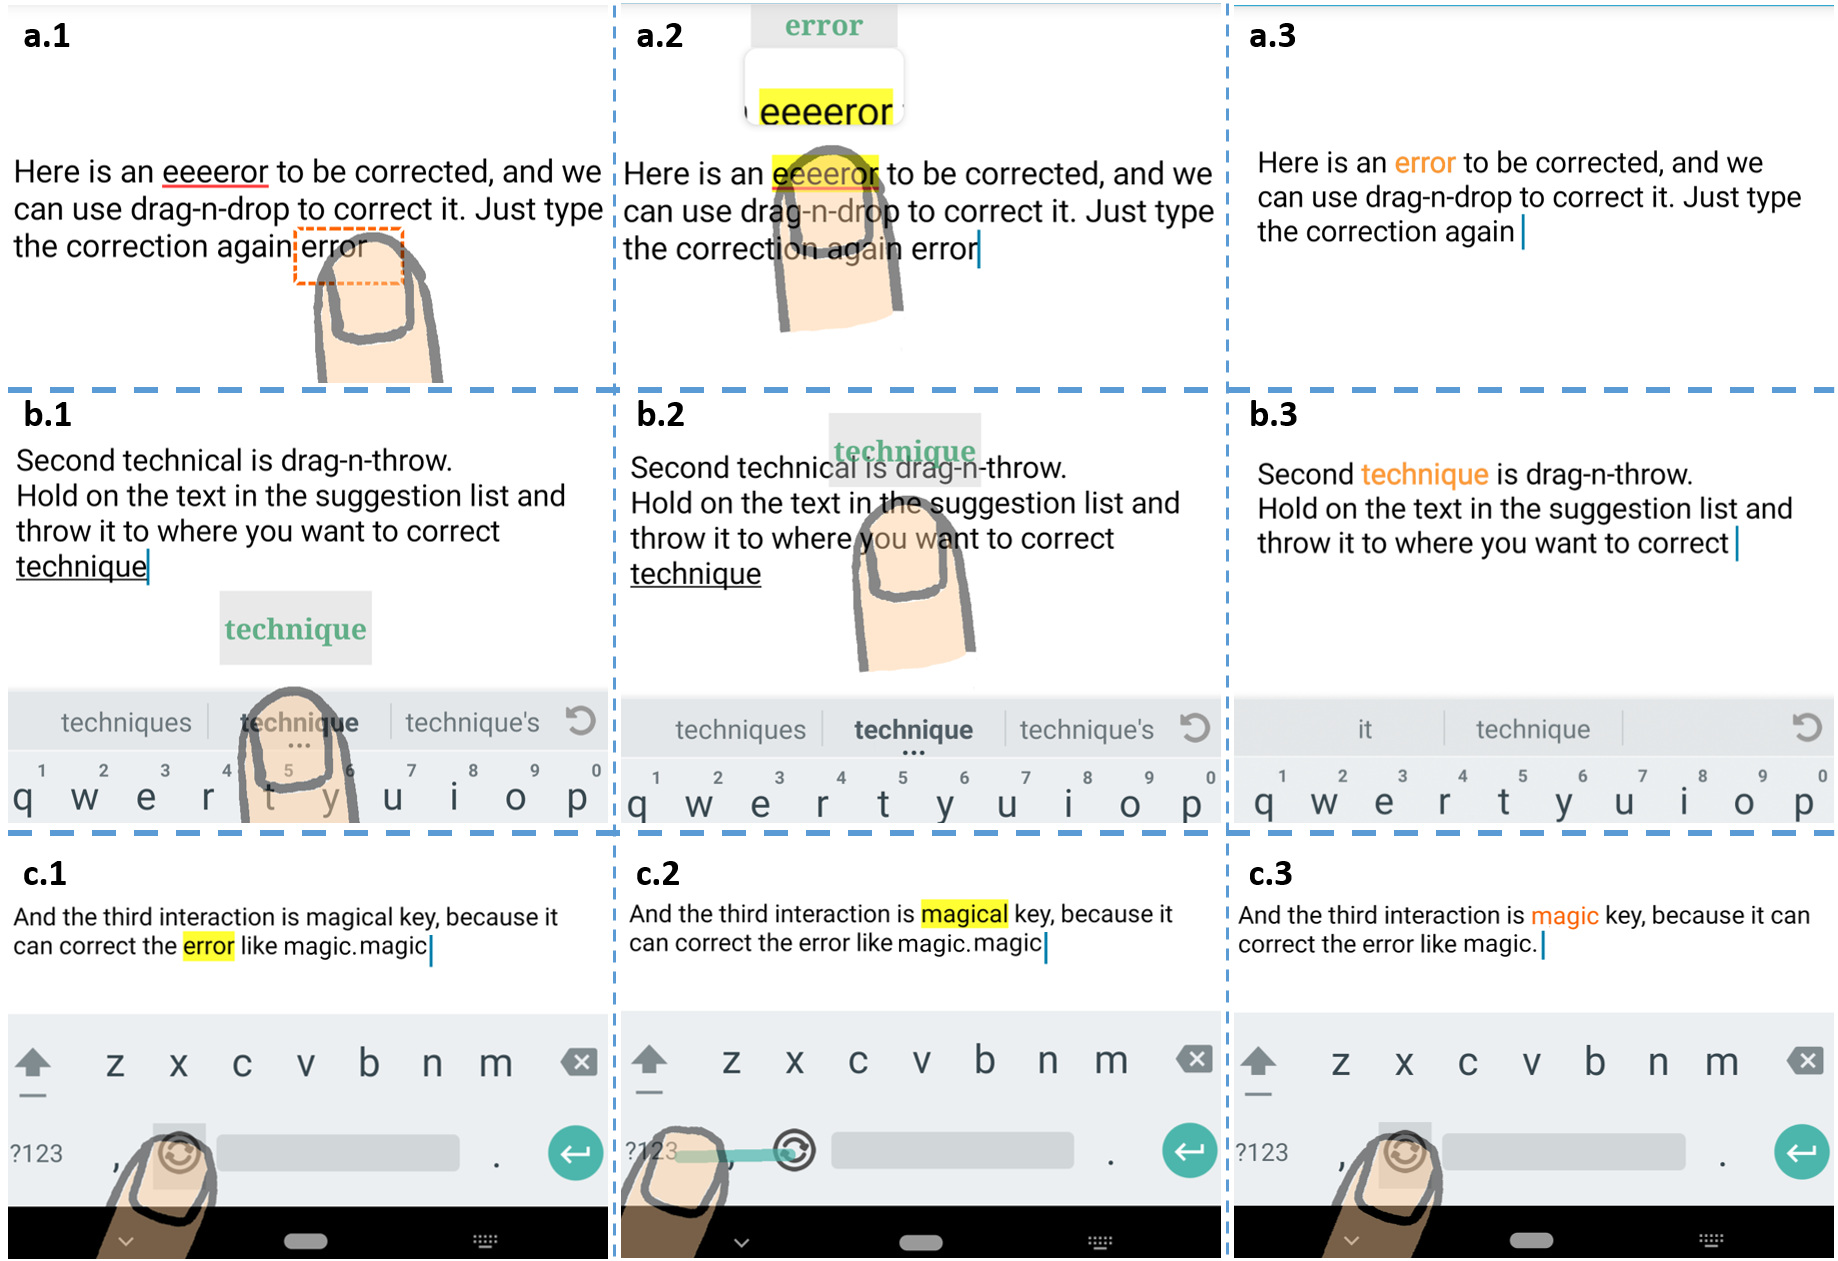 a.1
Here is an eeeeror to be corrected, and we
can use drag-n-drop to correct it. Just type
the correction again error
a.2
error
eeeeror
Here is an eeeeror to be corrected, and we
can use drag-n-drop to correct it. Just type
the correction again error
a.3
Here is an error to be corrected, and we
can use drag-n-drop to correct it. Just type
the correction again
b.1
Second technical is drag-n-throw.
Hold on the text in the suggestion list and
throw it to where you want to correct
technique
technique
techniques technique technique's
1 2 3 4 5 6 7 8 9 0
q w e r t y u i o p
b.2
technique
Second technical is drag-n-throw.
Hold on the text in the suggestion list and
throw it to where you want to correct
technique
techniques technique technique's
1 2 3 4 5 6 7 8 9 0
q w e r t y u i o p
b.3
Second technique is drag-n-throw.
Hold on the text in the suggestion list and
throw it to where you want to correct
it technique
1 2 3 4 5 6 7 8 9 0
q w e r t y u i o p
c.1
And the third interaction is magical key, because it
can correct the error like magic. magic
z x c v b n m
?123 , .
c.2
And the third interaction is magical key, because it
can correct the error like magic. magic
z x c v b n m
?123 , .
c.3
And the third interaction is magic key, because it can
correct the error like magic.
z x c v b n m
?123 , .